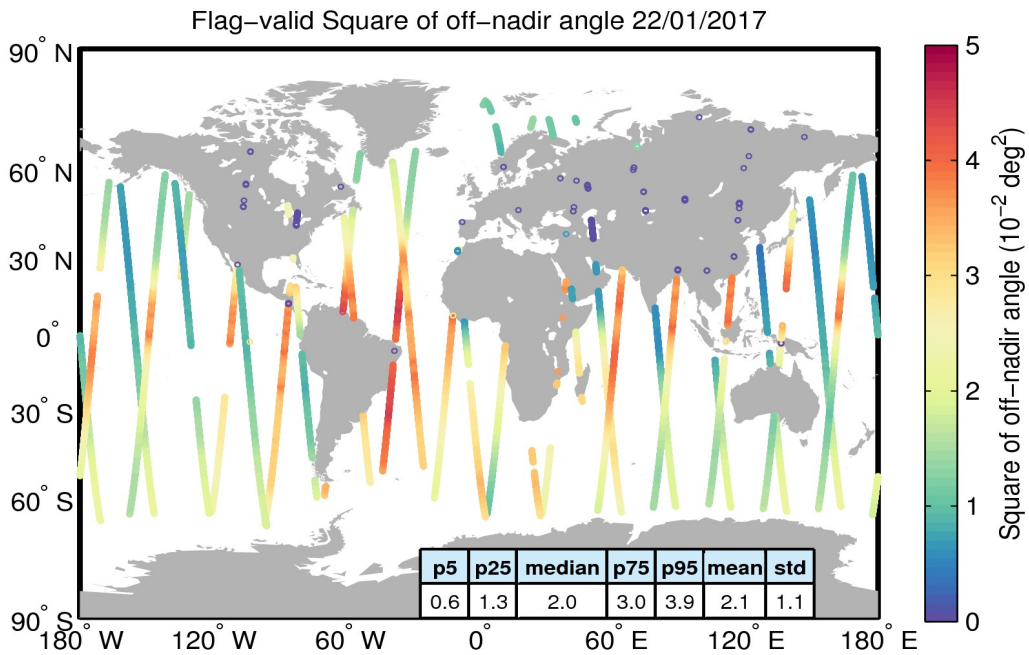 Flag−valid Square of off−nadir angle 22/01/2017
90° N
60° N
30° N
0°
30° S
60° S
90° S
180° W
120° W
60° W
0°
60° E
120° E
180° E
p5 p25 median p75 p95 mean std
0.6 1.3 2.0 3.0 3.9 2.1 1.1
5
4
3
2
1
0
Square of off−nadir angle (10⁻² deg²)